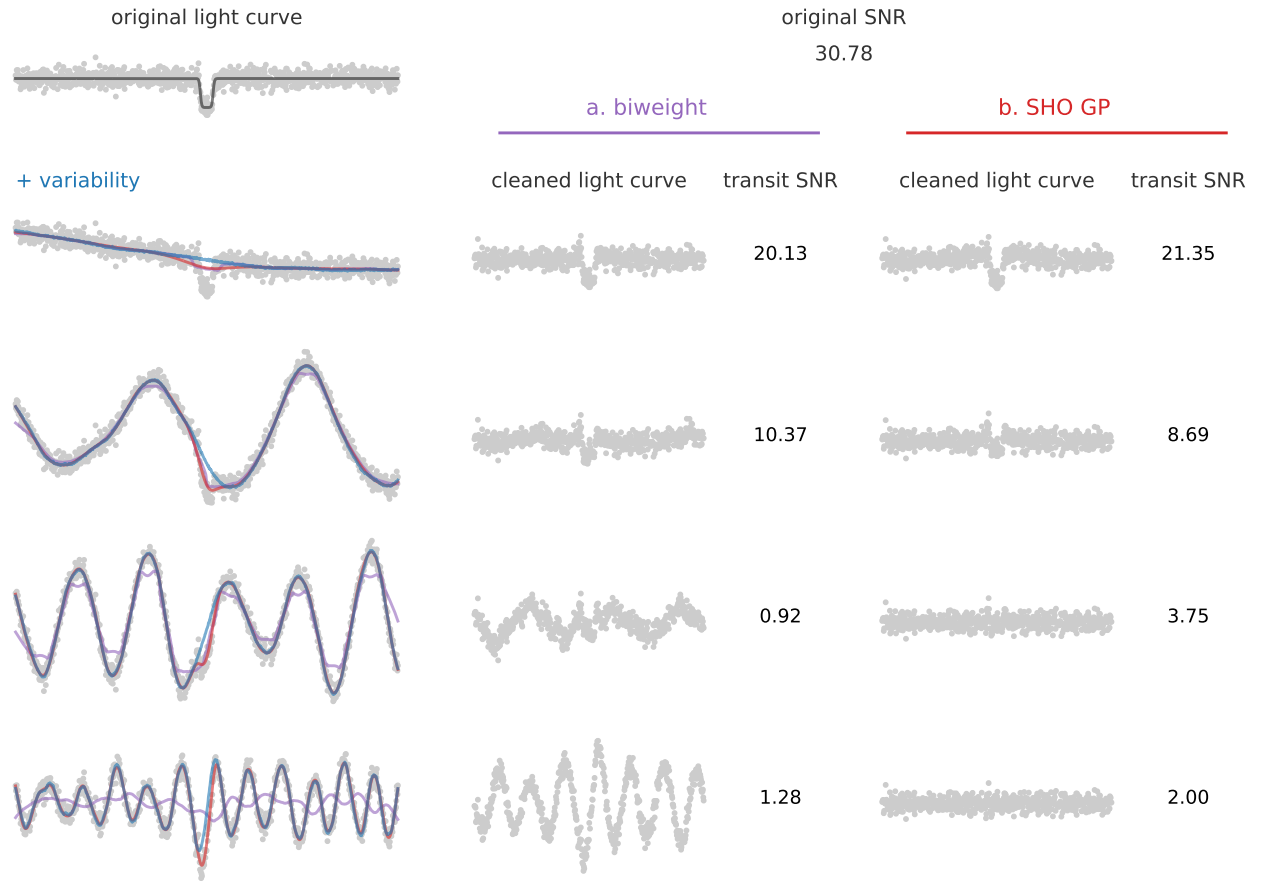 original light curve
original SNR
30.78
a. biweight
b. SHO GP
+ variability
cleaned light curve
transit SNR
cleaned light curve
transit SNR
20.13
21.35
10.37
8.69
0.92
3.75
1.28
2.00